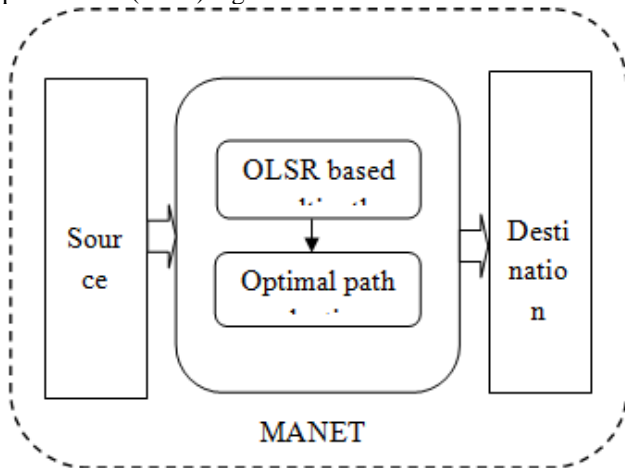 OLSR based
Sour
ce
Optimal path
Desti
natio
n
MANET